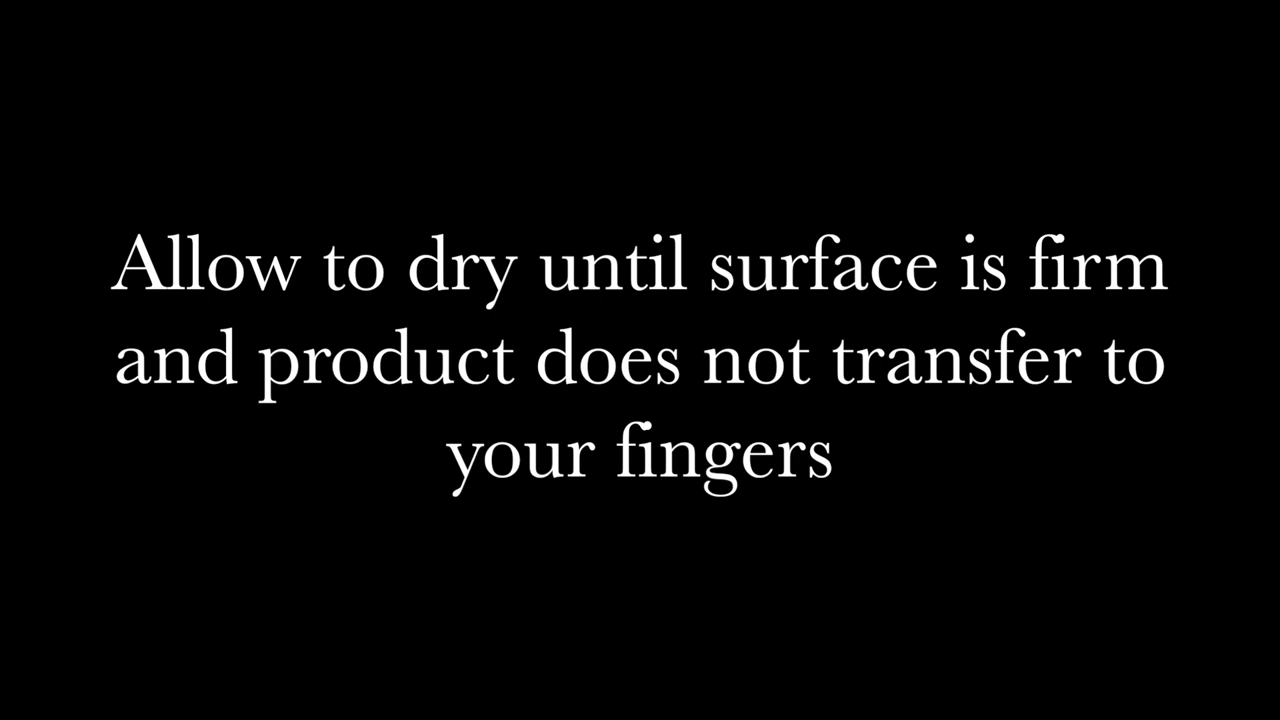 Allow to dry until surface is firm
and product does not transfer to
your fingers